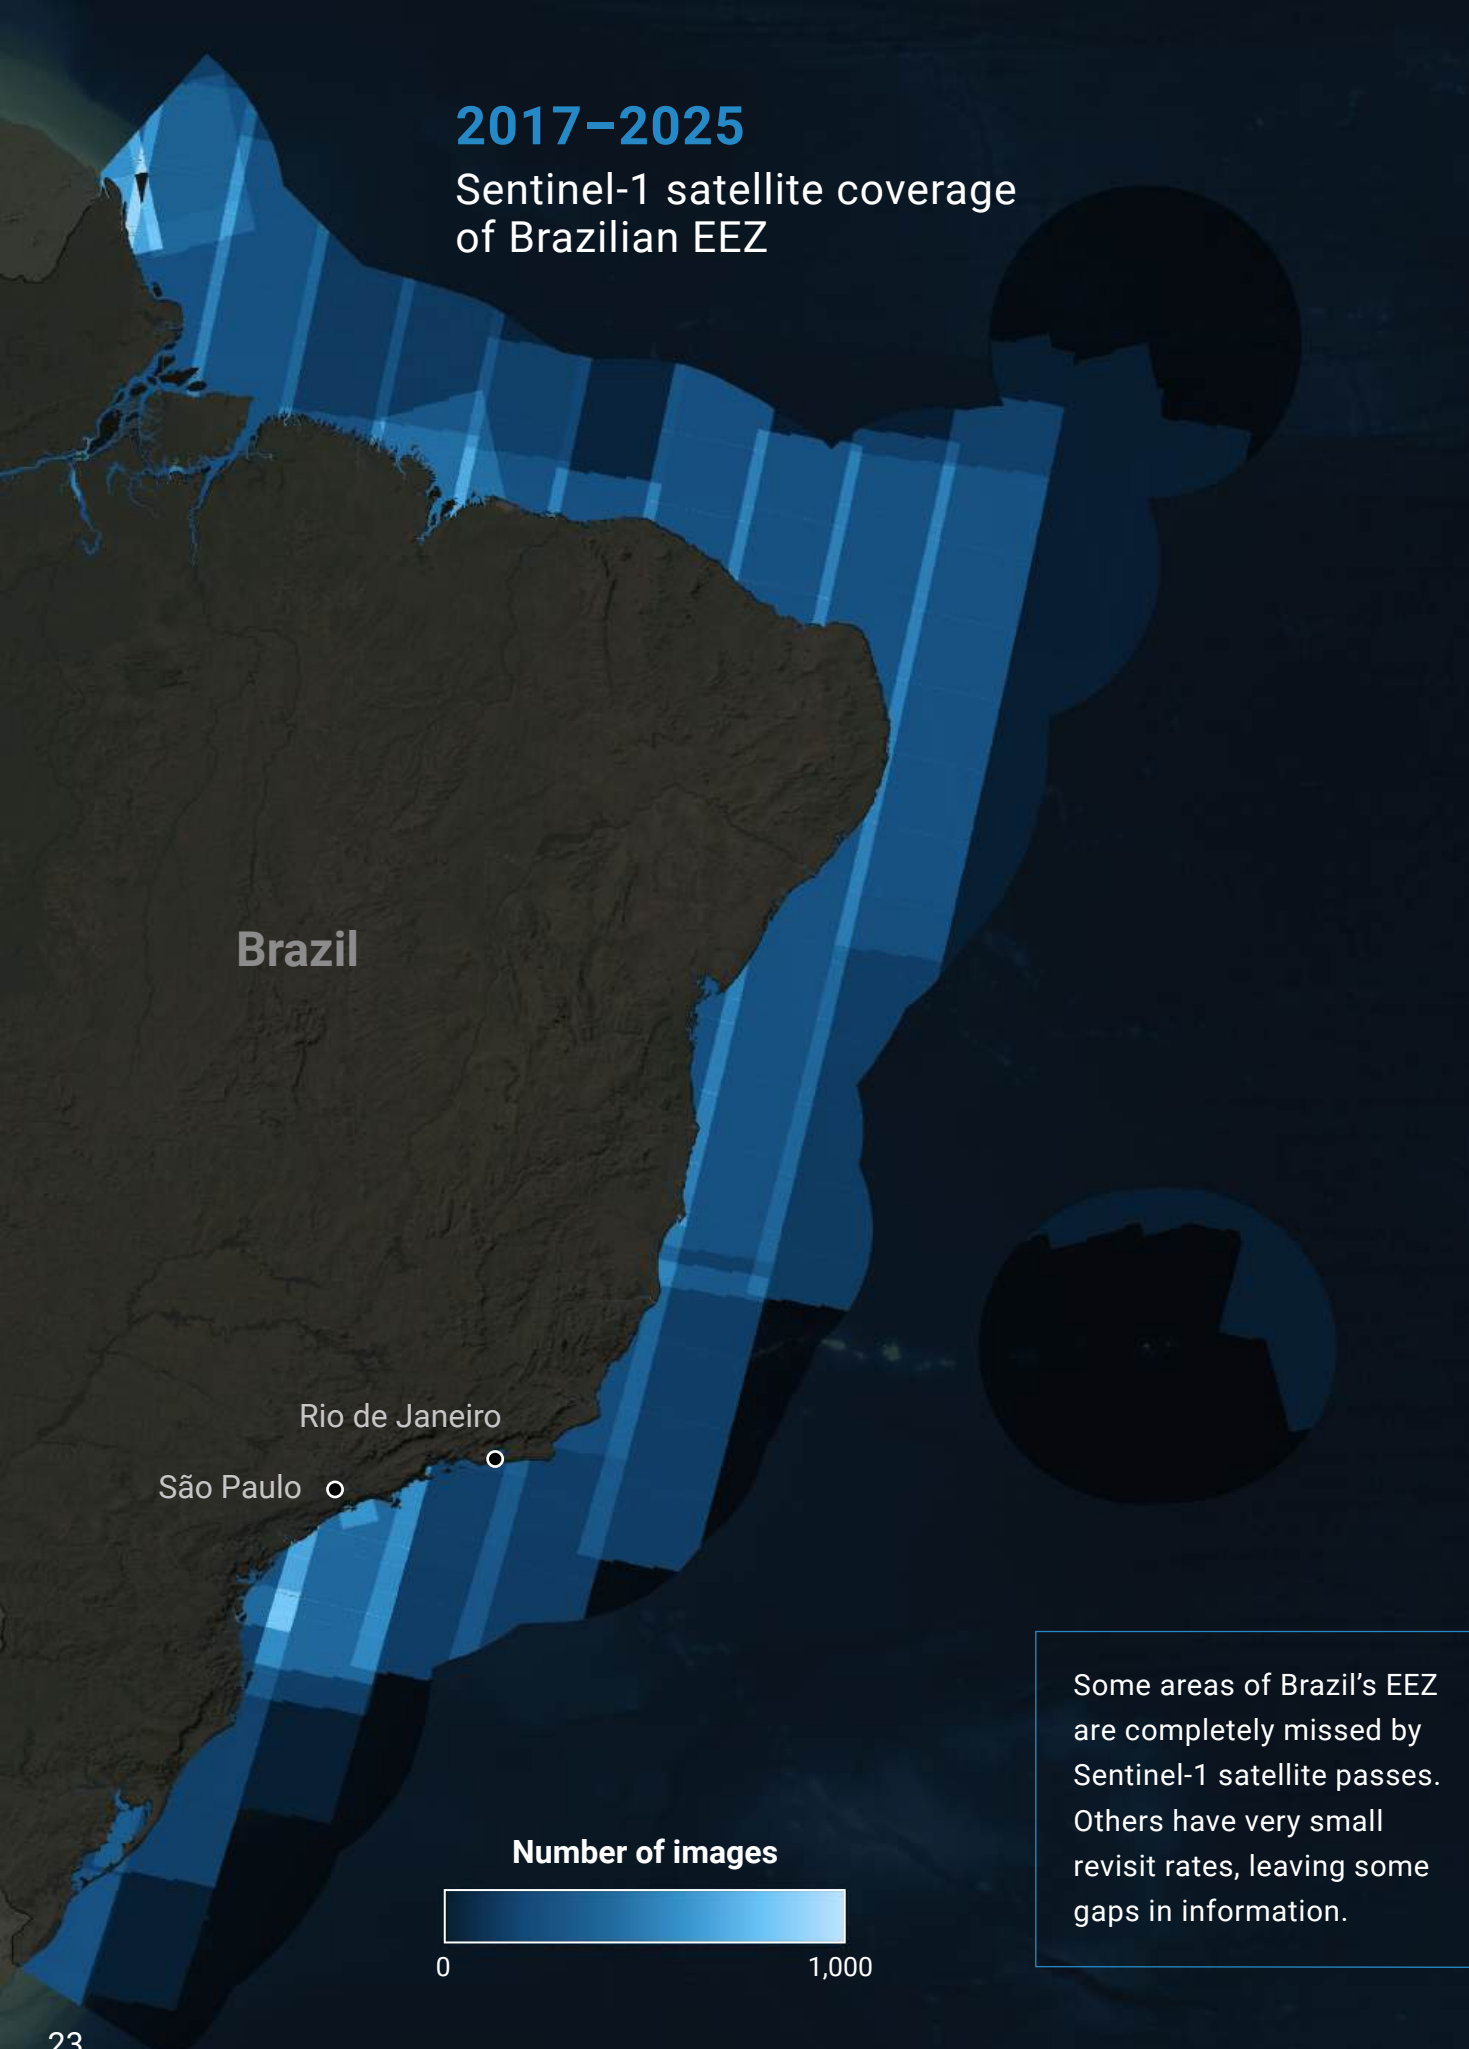 2017–2025
Sentinel-1 satellite coverage
of Brazilian EEZ
Brazil
Rio de Janeiro
São Paulo
Some areas of Brazil’s EEZ
are completely missed by
Sentinel-1 satellite passes.
Others have very small
revisit rates, leaving some
gaps in information.
Number of images
0
1,000
23